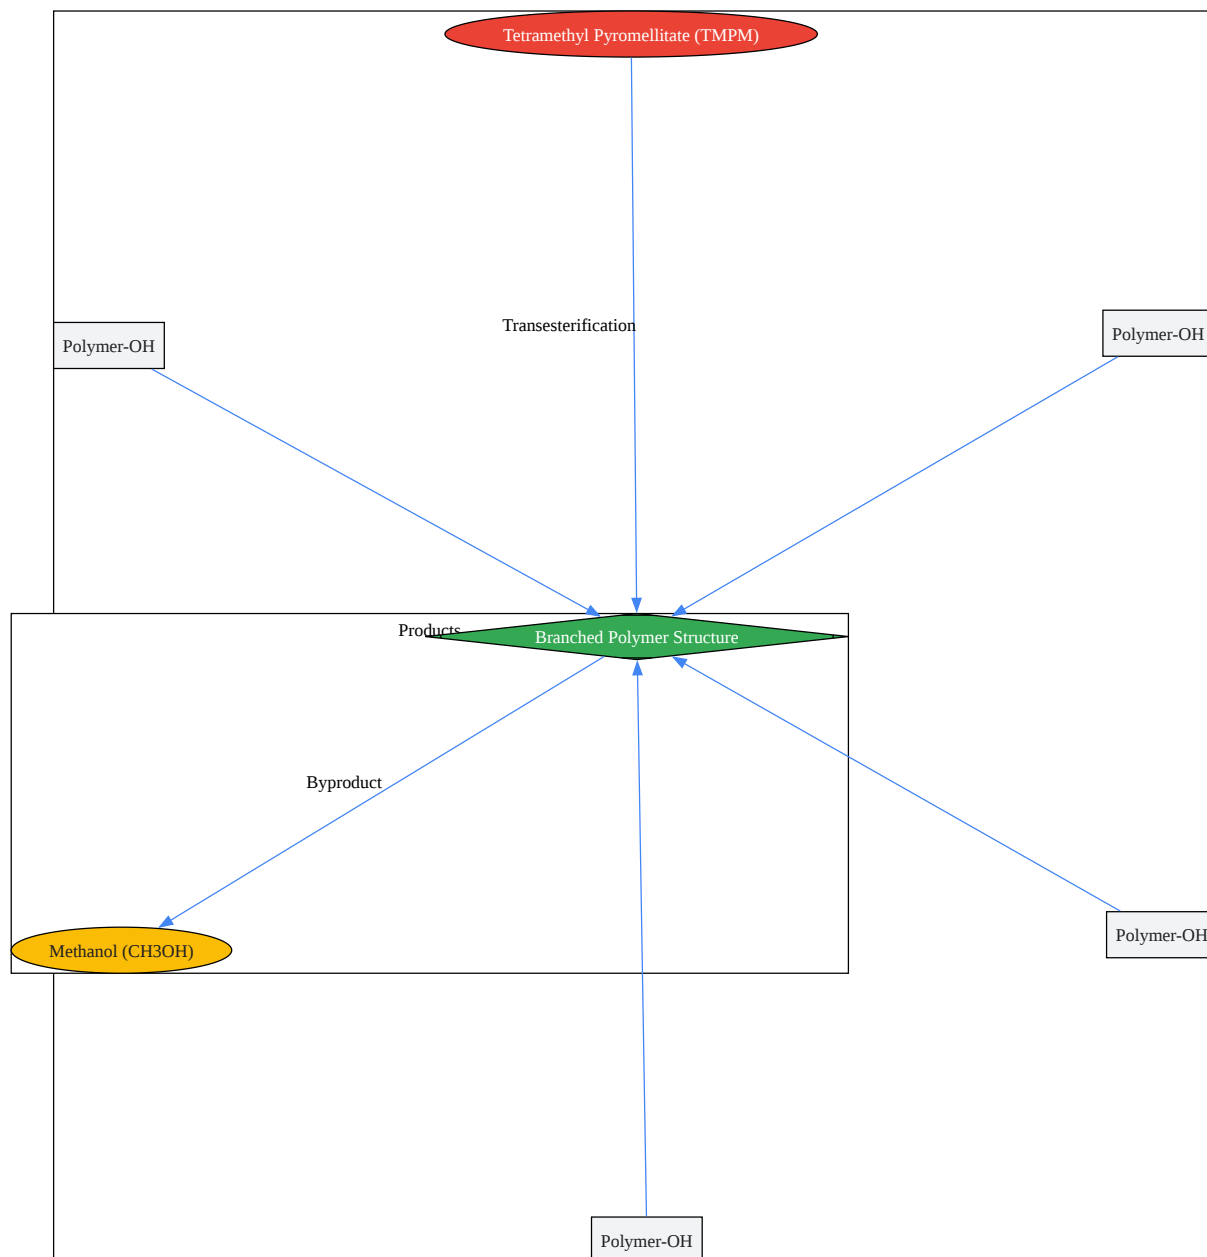 Tetramethyl Pyromellitate (TMPM)
Transesterification
Polymer-OH
Polymer-OH
Products
Branched Polymer Structure
Byproduct
Methanol (CH3OH)
Polymer-OH
Polymer-OH